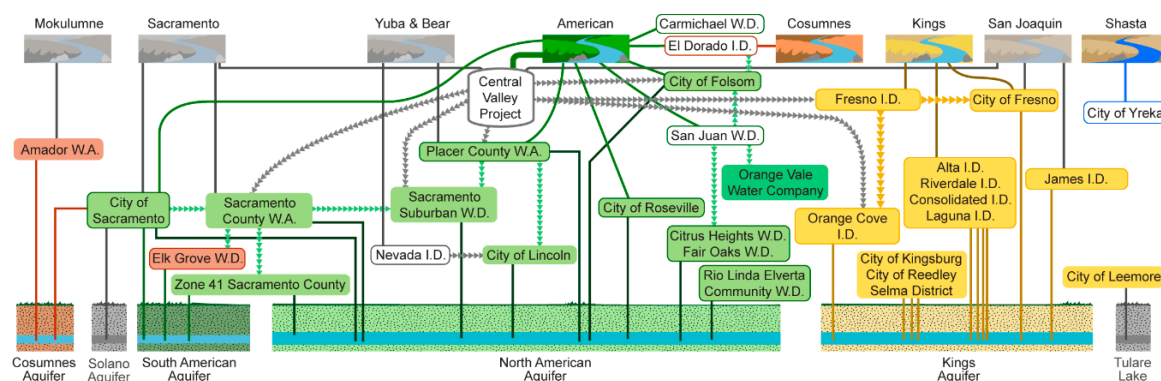 Mokulumne
Sacramento
Yuba & Bear
American
Carmichael W.D.
El Dorado I.D.
Cosumnes
Kings
San Joaquin
Shasta
Central
Valley
Project
City of Folsom
Fresno I.D.
City of Fresno
City of Yreka
San Juan W.D.
Amador W.A.
Placer County W.A.
Orange Vale
Water Company
Alta I.D.
Riverdale I.D.
Consolidated I.D.
Laguna I.D.
James I.D.
City of
Sacramento
Sacramento
County W.A.
Sacramento
Suburban W.D.
City of Roseville
Orange Cove
I.D.
Citrus Heights W.D.
Fair Oaks W.D.
Elk Grove W.D.
Nevada I.D.
City of Lincoln
City of Kingsburg
City of Reedley
Selma District
Zone 41 Sacramento County
Rio Linda Elverta
Community W.D.
City of Leemore
Cosumnes
Aquifer
Solano
Aquifer
South American
Aquifer
North American
Aquifer
Kings
Aquifer
Tulare
Lake